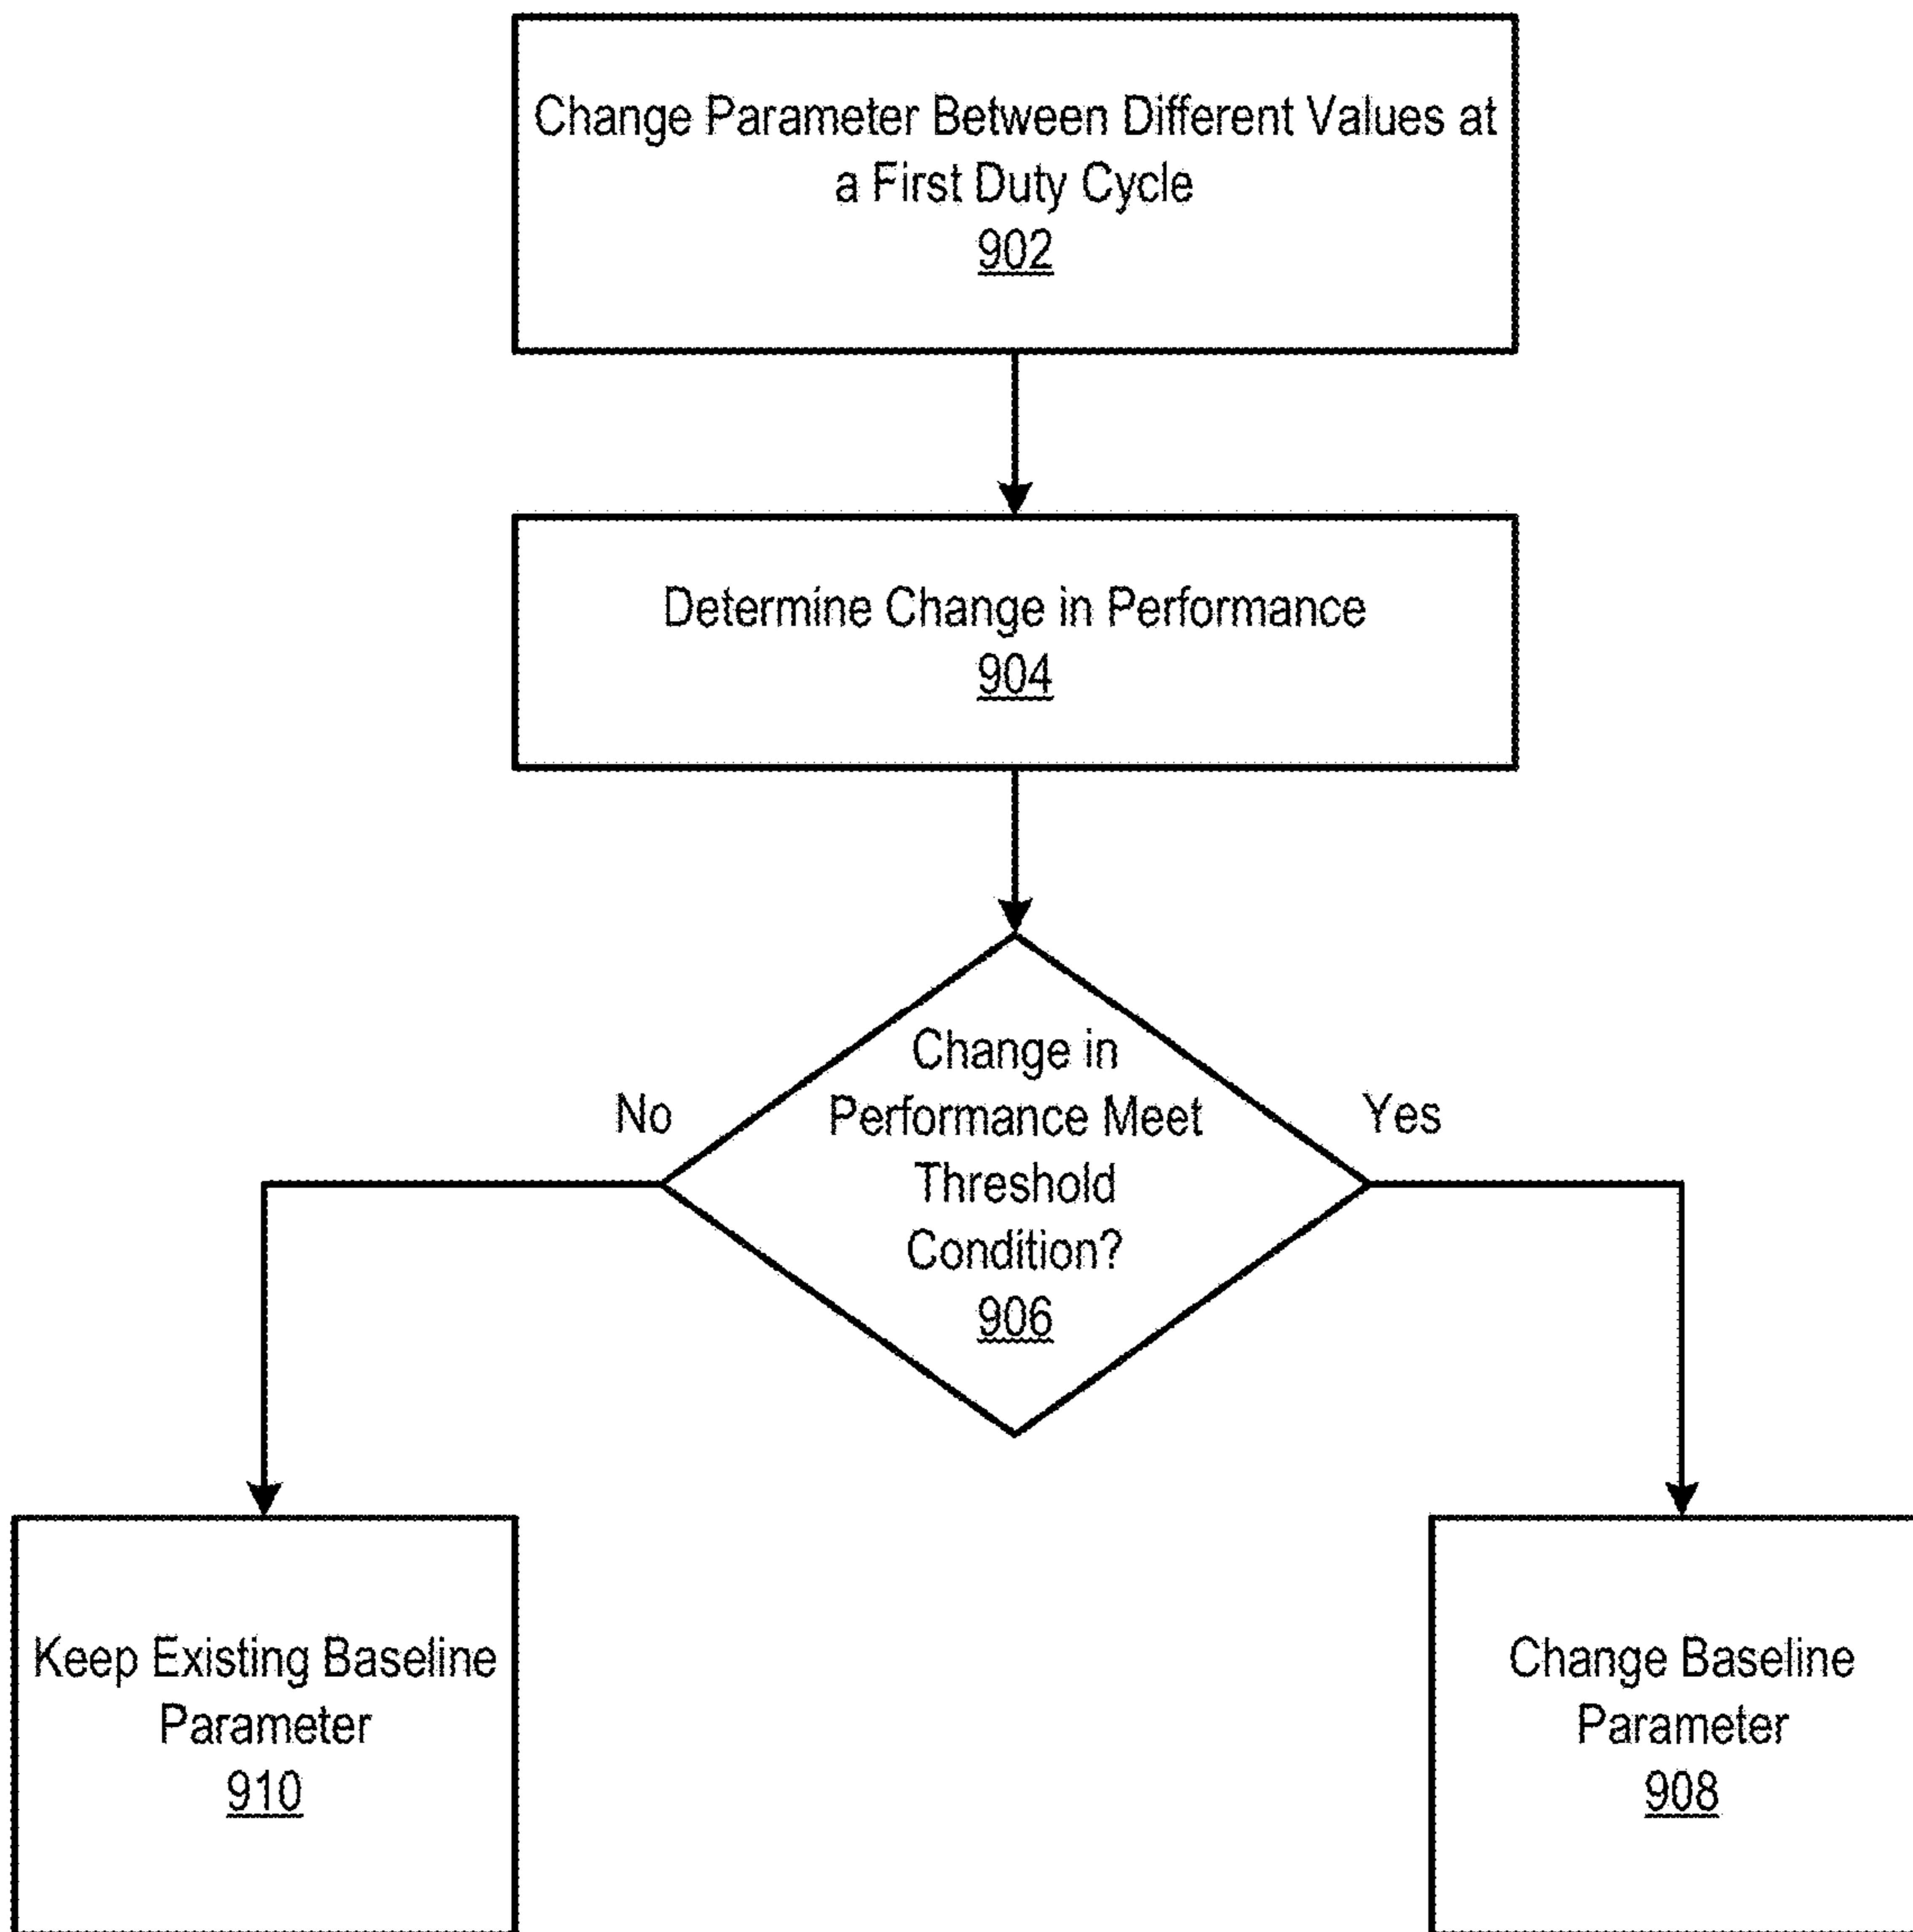 Change Parameter Between Different Values at
a First Duty Cycle
902
Determine Change in Performance
904
Change in
Performance Meet
Threshold
Condition?
906
No
Yes
Keep Existing Baseline
Parameter
910
Change Baseline
Parameter
908